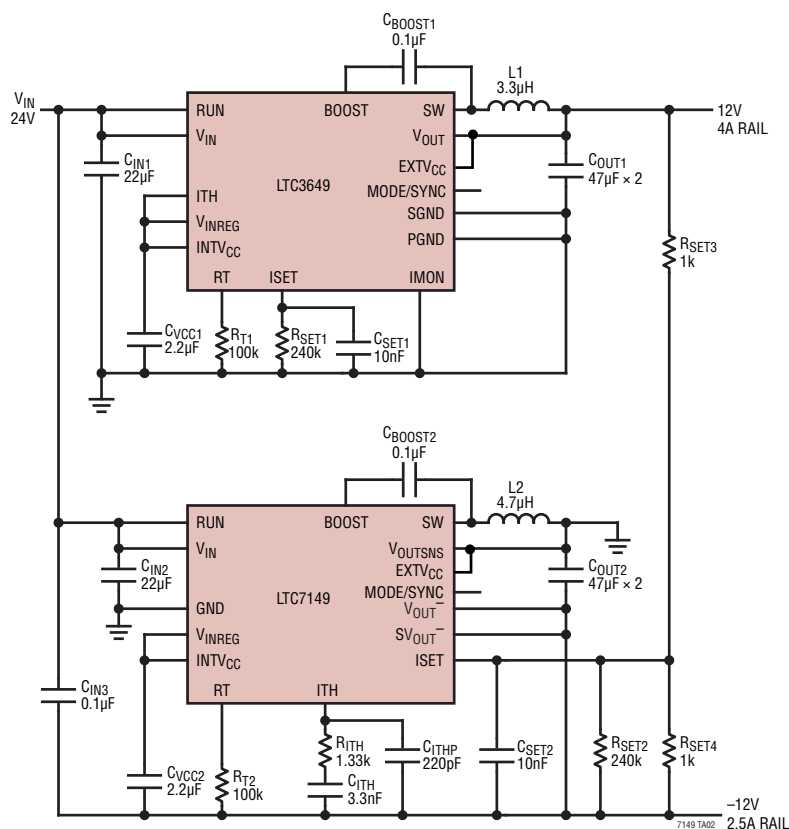 CBOOST1
0.1µF
L1
3.3µH
VIN
24V
RUN
BOOST
SW
12V
4A RAIL
VIN
VOUT
CIN1
22µF
EXTVCC
COUT1
47µF × 2
LTC3649
ITH
MODE/SYNC
VINREG
SGND
INTVCC
PGND
RSET3
1k
RT
ISET
IMON
CVCC1
2.2µF
RT1
100k
RSET1
240k
CSET1
10nF
CBOOST2
0.1µF
L2
4.7µH
RUN
BOOST
SW
VIN
VOUTSNS
CIN2
22µF
EXTVCC
COUT2
47µF × 2
LTC7149
MODE/SYNC
GND
VOUT–
VINREG
SVOUT–
INTVCC
ISET
CIN3
0.1µF
RT
ITH
RITH
1.33k
CITHP
220pF
CSET2
10nF
RSET2
240k
RSET4
1k
CVCC2
2.2µF
RT2
100k
CITH
3.3nF
–12V
2.5A RAIL
7149 TA02